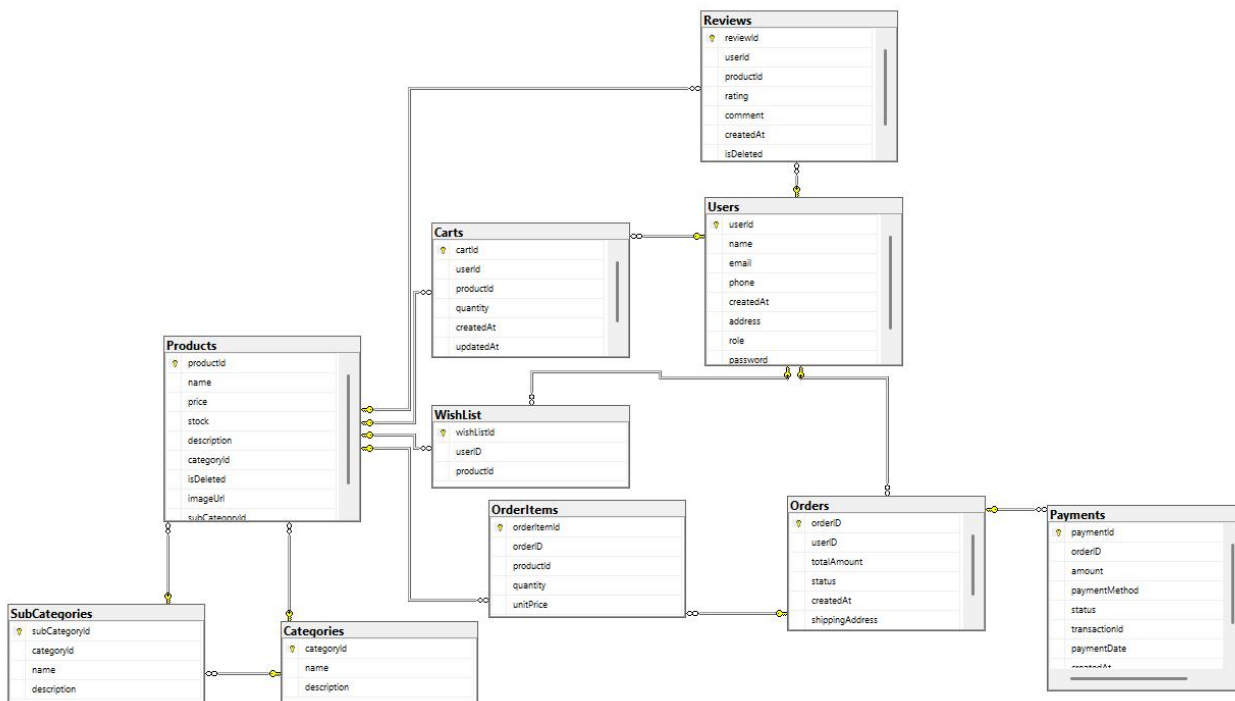 Reviews
reviewId
userId
productId
rating
comment
createdAt
isDeleted
Users
userId
name
email
phone
createdAt
address
role
password
Carts
cartId
userId
productId
quantity
createdAt
updatedAt
Products
productId
name
price
stock
description
categoryId
isDeleted
imageUrl
subCategoryId
WishList
wishListId
userID
productId
OrderItems
orderItemId
orderID
productId
quantity
unitPrice
Orders
orderID
userID
totalAmount
status
createdAt
shippingAddress
Payments
paymentId
orderID
amount
paymentMethod
status
transactionId
paymentDate
createdAt
SubCategories
subCategoryId
categoryId
name
description
Categories
categoryId
name
description